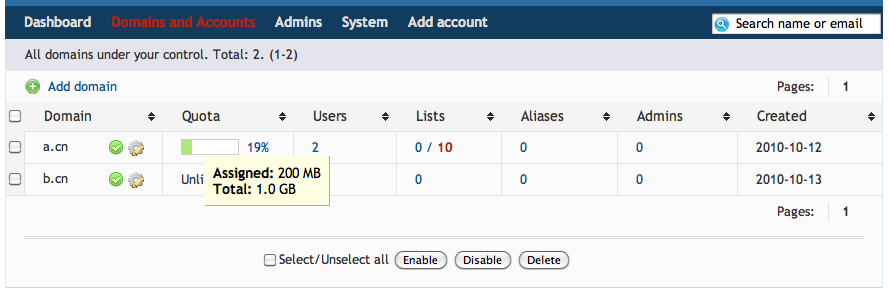 Dashboard Domains and Accounts Admins System Add account Search name or email
All domains under your control. Total: 2. (1-2)
Add domain Pages: 1
Domain Quota Users Lists Aliases Admins Created
a.cn 19% 2 0 / 10 0 0 2010-10-12
b.cn Unli 0 0 0 2010-10-13
Assigned: 200 MB
Total: 1.0 GB
Pages: 1
Select/Unselect all Enable Disable Delete